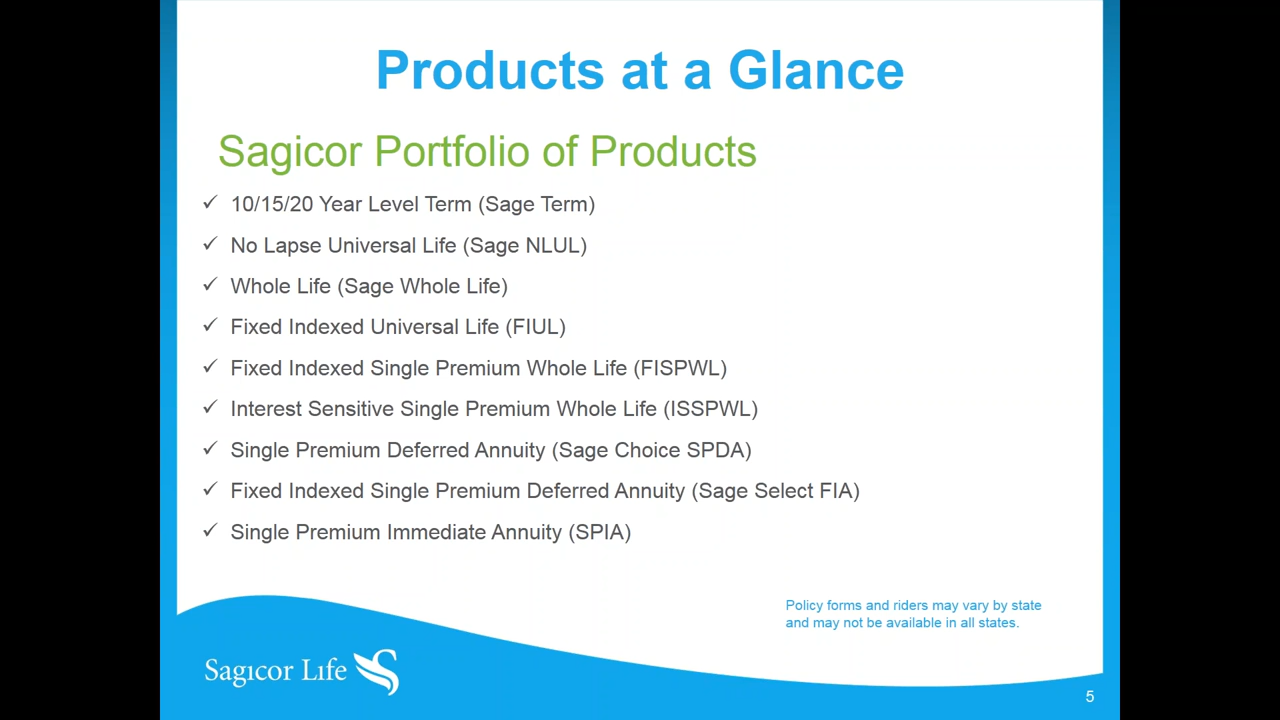 Products at a Glance
Sagicor Portfolio of Products
✓ 10/15/20 Year Level Term (Sage Term)
✓ No Lapse Universal Life (Sage NLUL)
✓ Whole Life (Sage Whole Life)
✓ Fixed Indexed Universal Life (FIUL)
✓ Fixed Indexed Single Premium Whole Life (FISPWL)
✓ Interest Sensitive Single Premium Whole Life (ISSPWL)
✓ Single Premium Deferred Annuity (Sage Choice SPDA)
✓ Fixed Indexed Single Premium Deferred Annuity (Sage Select FIA)
✓ Single Premium Immediate Annuity (SPIA)
Policy forms and riders may vary by state
and may not be available in all states.
Sagicor Life
5